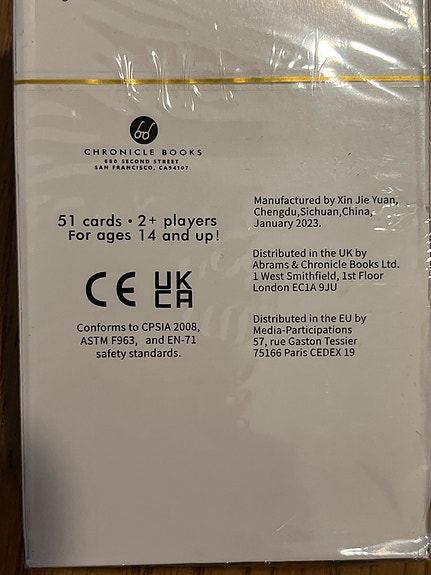 CHRONICLE BOOKS
680 SECOND STREET
SAN FRANCISCO, CA94107
51 cards • 2+ players
For ages 14 and up!
CE UK
CA
Conforms to CPSIA 2008,
ASTM F963, and EN-71
safety standards.
Manufactured by Xin Jie Yuan,
Chengdu,Sichuan,China,
January 2023.
Distributed in the UK by
Abrams & Chronicle Books Ltd.
1 West Smithfield, 1st Floor
London EC1A 9JU
Distributed in the EU by
Media-Participations
57, rue Gaston Tessier
75166 Paris CEDEX 19